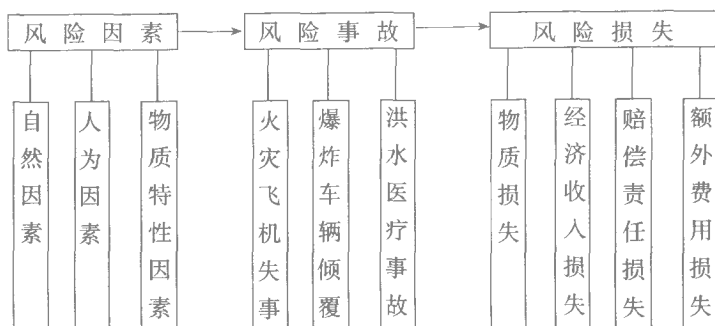 风险因素
风险事故
风险损失
自然因素
人为因素
物质特性因素
火灾飞机失事
爆炸车辆倾覆
洪水医疗事故
物质损失
经济收入损失
赔偿责任损失
额外费用损失